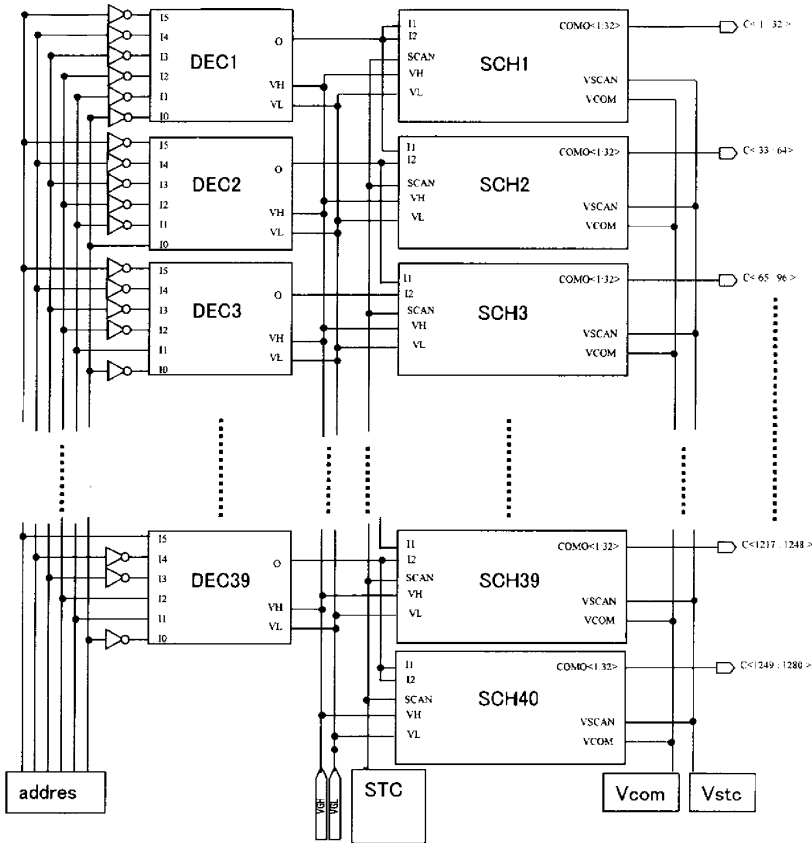 I5
I4
I3
I2
I1
I0
DEC1
O
VH
VL
I1
I2
SCAN
VH
VL
SCH1
COMO<1:32>
VSCAN
VCOM
C< 1 : 32 >
I5
I4
I3
I2
I1
I0
DEC2
O
VH
VL
I1
I2
SCAN
VH
VL
SCH2
COMO<1:32>
VSCAN
VCOM
C< 33 : 64>
I5
I4
I3
I2
I1
I0
DEC3
O
VH
VL
I1
I2
SCAN
VH
VL
SCH3
COMO<1:32>
VSCAN
VCOM
C< 65 : 96 >
I5
I4
I3
I2
I1
I0
DEC39
O
VH
VL
I1
I2
SCAN
VH
VL
SCH39
COMO<1:32>
VSCAN
VCOM
C<1217 : 1248 >
I1
I2
SCAN
VH
VL
SCH40
COMO<1:32>
VSCAN
VCOM
C<1249 : 1280 >
addres
VGH
VGL
STC
Vcom
Vstc